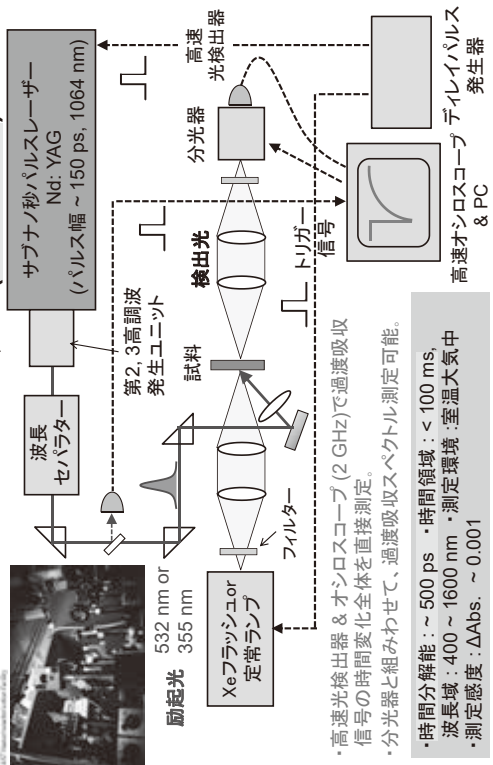 サブナノ秒パルスレーザー
Nd: YAG
(パルス幅 ~ 150 ps, 1064 nm)
第2, 3高調波
発生ユニット
波長
セパラター
励起光
532 nm or
355 nm
高速
光検出器
分光器
検出光
試料
フィルター
Xeフラッシュor
定常ランプ
トリガー
信号
ディレイパルス
発生器
高速オシロスコープ
& PC
・高速光検出器 & オシロスコープ (2 GHz)で過渡吸収
信号の時間変化全体を直接測定。
・分光器と組みわせて、過渡吸収スペクトル測定可能。
・時間分解能 : ~ 500 ps ・時間領域 : < 100 ms,
波長域 : 400 ~ 1600 nm ・測定環境 :室温大気中
・測定感度 : ΔAbs. ~ 0.001